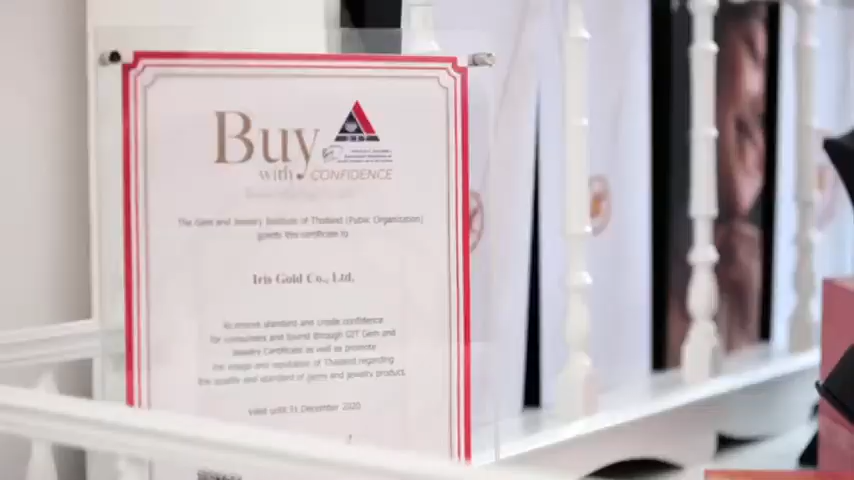 Buy
with CONFIDENCE
The Gem and Jewelry Institute of Thailand (Public Organization)
grants this certificate to
Iris Gold Co., Ltd.
To ensure standard and create confidence
for consumers and tourist through GIT Gem and
Jewelry Certificate as well as promote
the image and reputation of Thailand regarding
the quality and standard of gems and jewelry product.
Valid until 31 December 2020